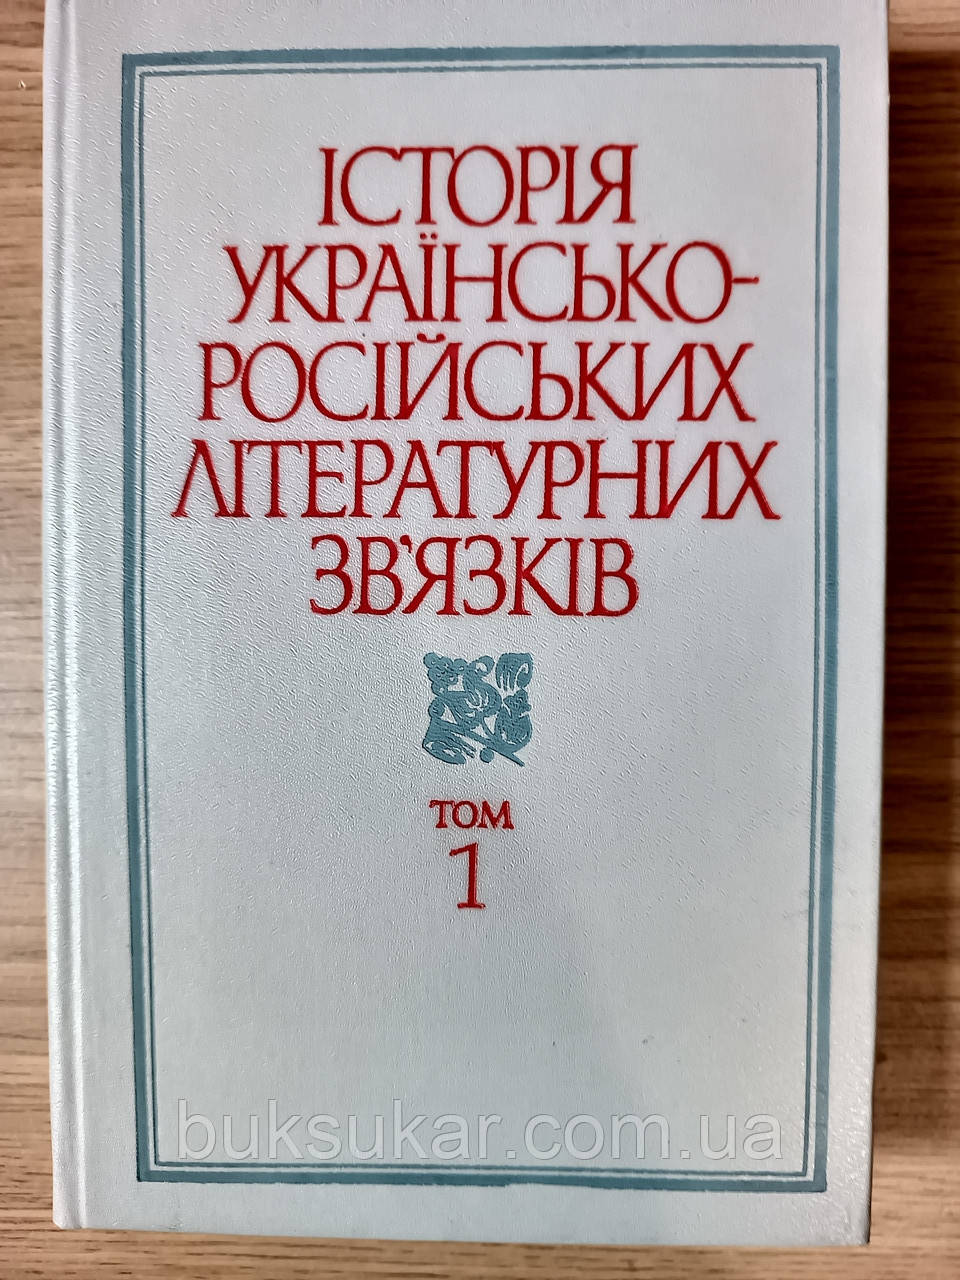 ІСТОРІЯ
УКРАЇНСЬКО-
РОСІЙСЬКИХ
ЛІТЕРАТУРНИХ
ЗВ'ЯЗКІВ
ТОМ
1
buksukar.com.ua